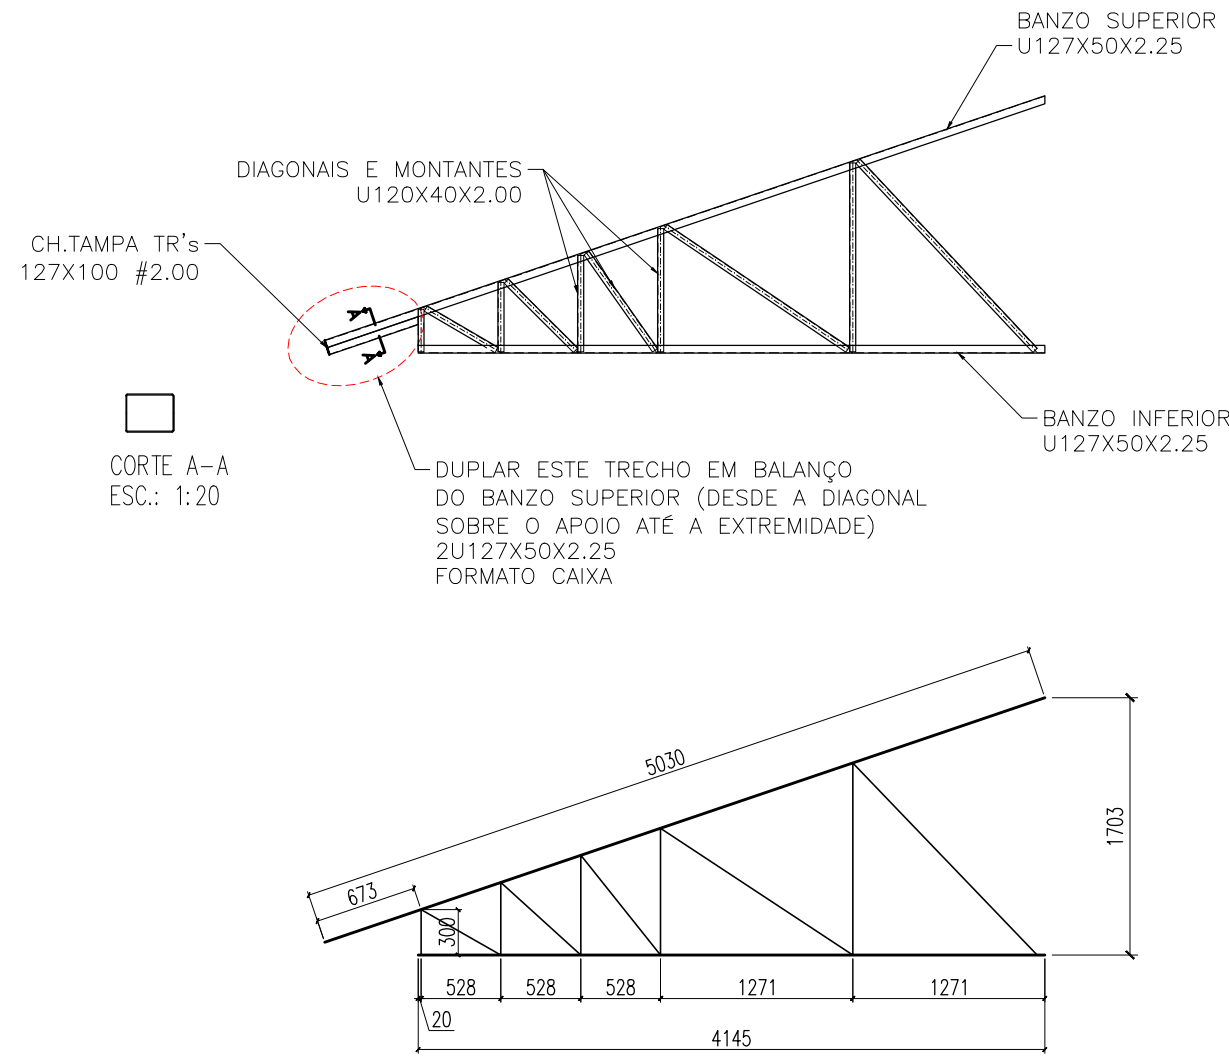 BANZO SUPERIOR
U127X50X2.25
DIAGONAIS E MONTANTES
U120X40X2.00
CH.TAMPA TR's
127X100 #2.00
A
A
BANZO INFERIOR
U127X50X2.25
CORTE A-A
ESC.: 1:20
DUPLAR ESTE TRECHO EM BALANÇO
DO BANZO SUPERIOR (DESDE A DIAGONAL
SOBRE O APOIO ATÉ A EXTREMIDADE)
2U127X50X2.25
FORMATO CAIXA
5030
673
300
1703
528
528
528
1271
1271
20
4145